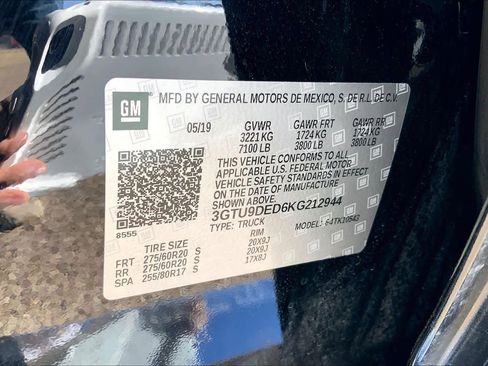 GM
MFD BY GENERAL MOTORS DE MEXICO, S. DE R.L. DE C.V.
05/19 GVWR GAWR FRT GAWR RR
3221 KG 1724 KG 1724 KG
7100 LB 3800 LB 3800 LB
THIS VEHICLE CONFORMS TO ALL
APPLICABLE U.S. FEDERAL MOTOR
VEHICLE SAFETY STANDARDS IN EFFECT
ON THE DATE OF MANUFACTURE SHOWN ABOVE.
3GTU9DED6KG212944
8555 TYPE: TRUCK MODEL: 64TK10543
TIRE SIZE RIM
FRT 275/60R20 S 20X9J
RR 275/60R20 S 20X9J
SPA 255/80R17 S 17X8J